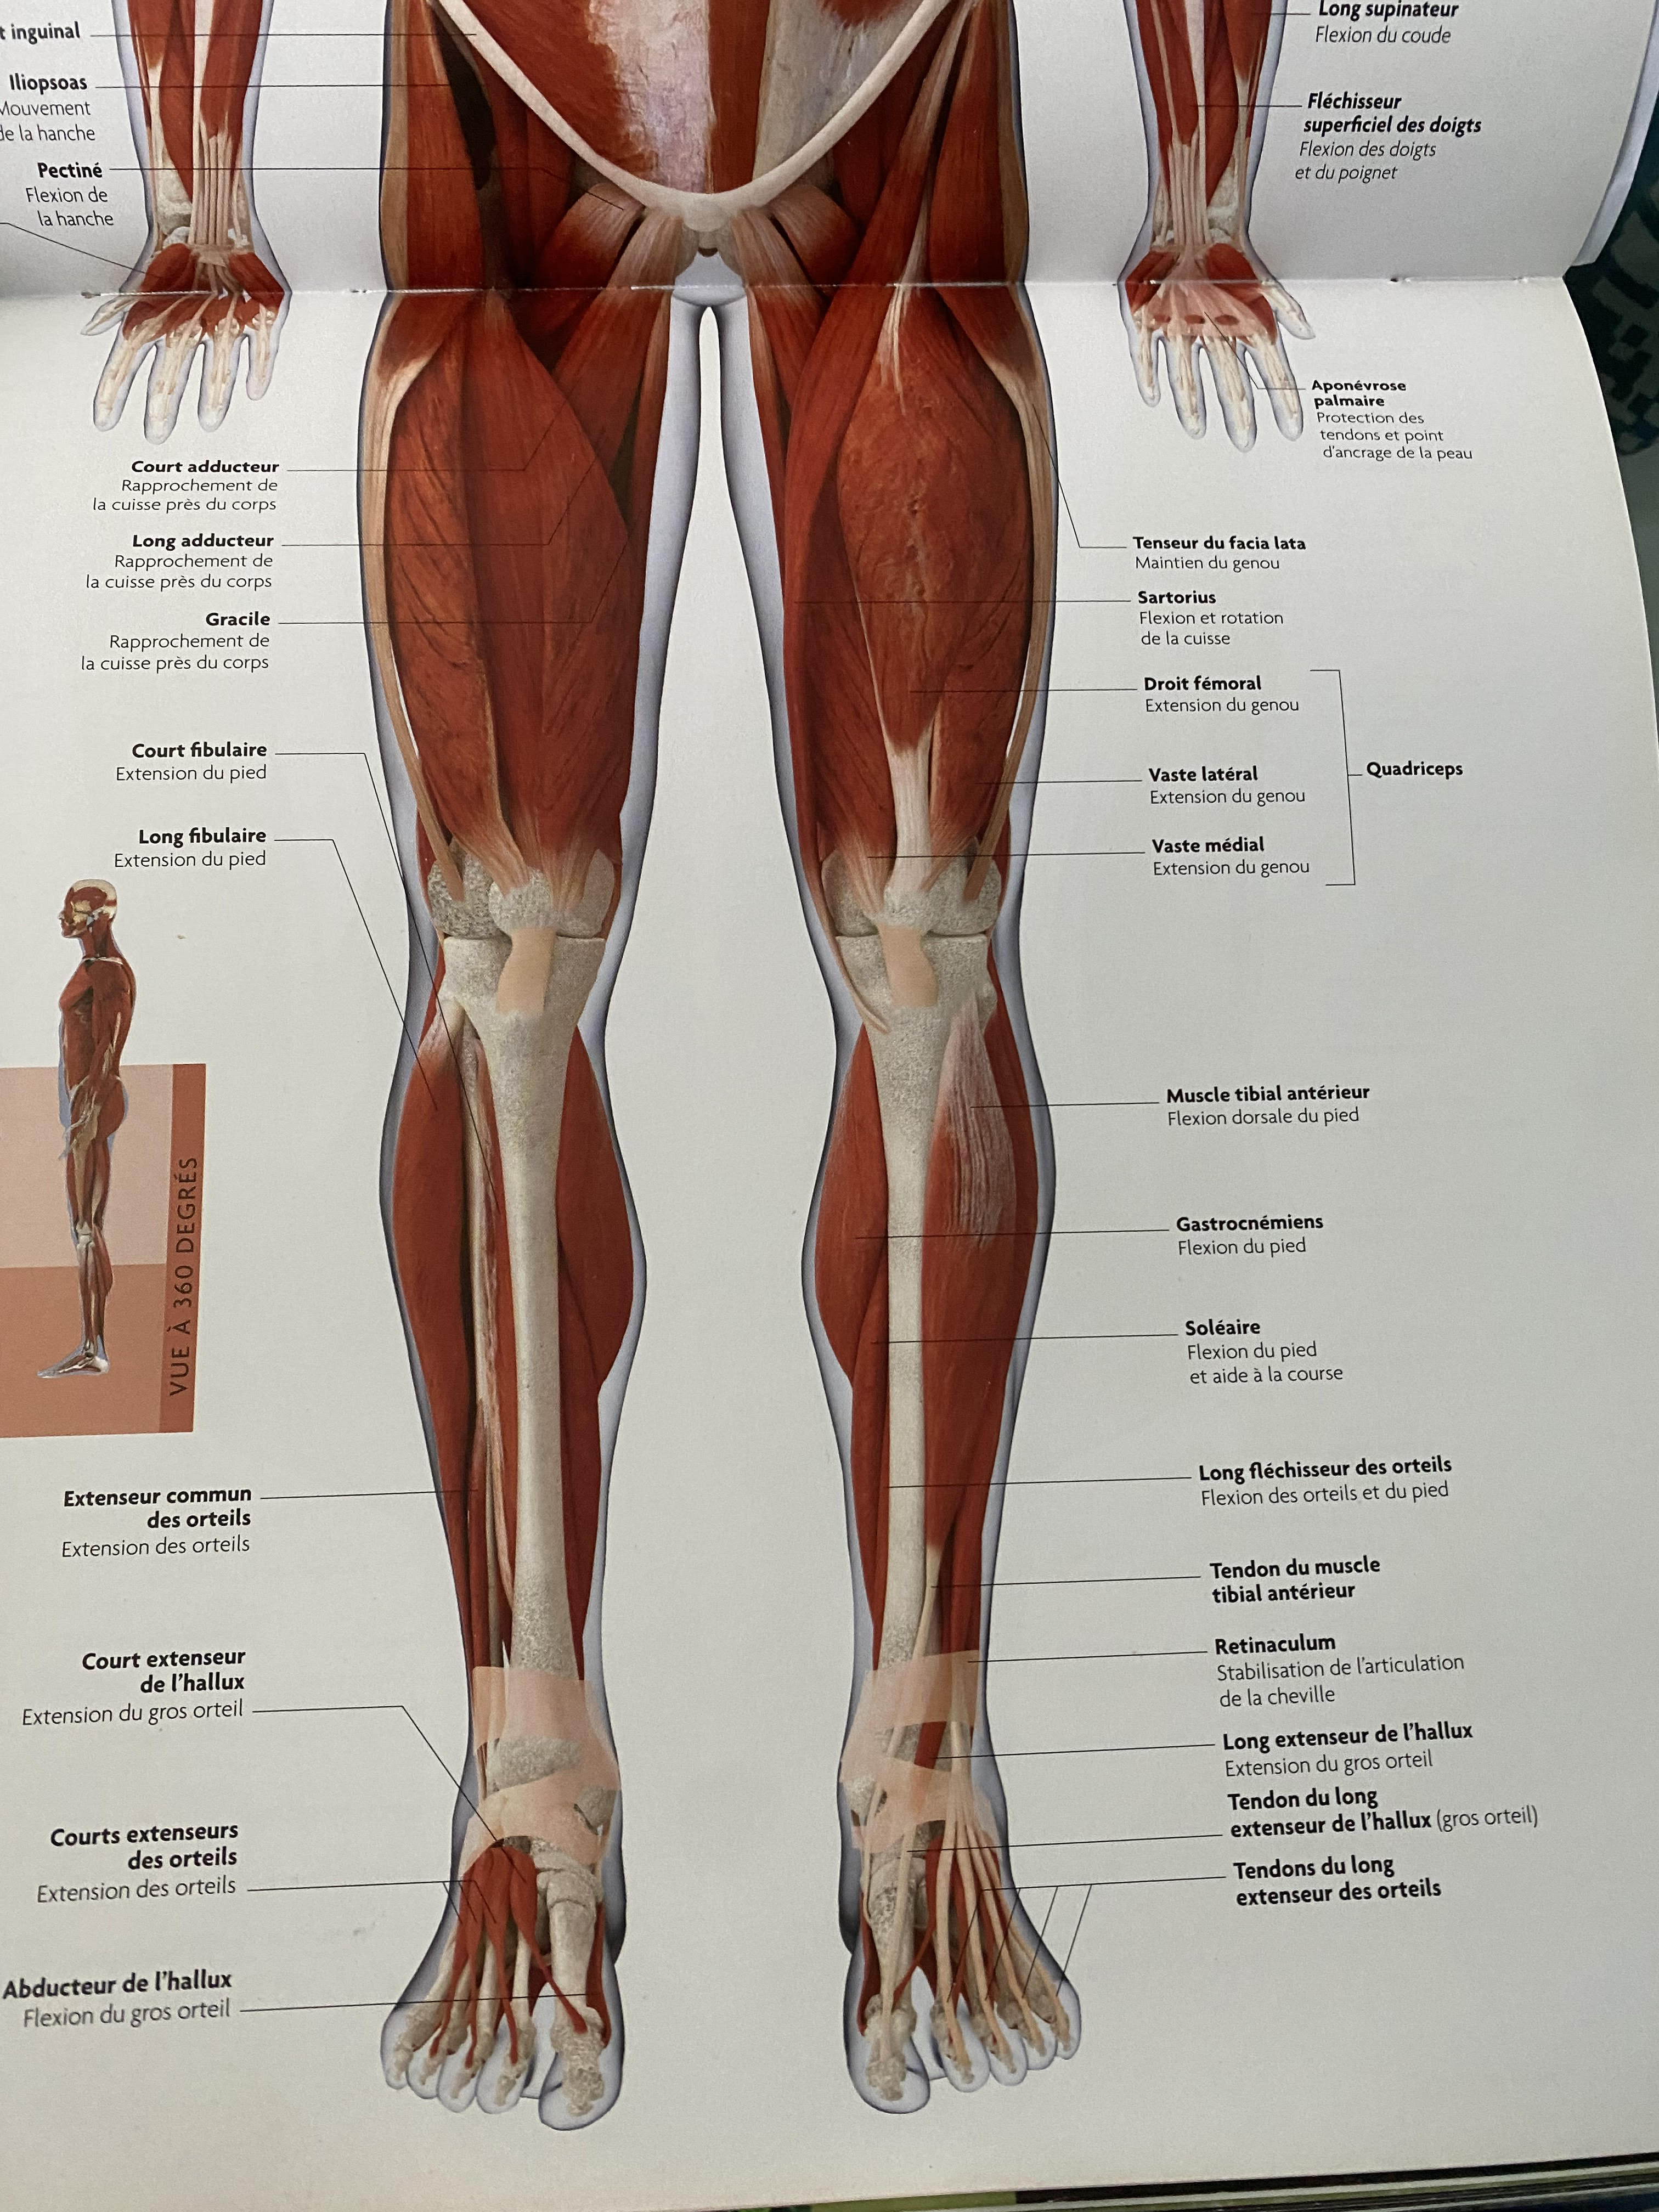 t inguinal
Iliopsoas
Mouvement
de la hanche
Pectiné
Flexion de
la hanche
Court adducteur
Rapprochement de
la cuisse près du corps
Long adducteur
Rapprochement de
la cuisse près du corps
Gracile
Rapprochement de
la cuisse près du corps
Court fibulaire
Extension du pied
Long fibulaire
Extension du pied
VUE À 360 DEGRÉS
Extenseur commun
des orteils
Extension des orteils
Court extenseur
de l'hallux
Extension du gros orteil
Courts extenseurs
des orteils
Extension des orteils
Abducteur de l'hallux
Flexion du gros orteil
Long supinateur
Flexion du coude
Fléchisseur
superficiel des doigts
Flexion des doigts
et du poignet
Aponévrose
palmaire
Protection des
tendons et point
d'ancrage de la peau
Tenseur du facia lata
Maintien du genou
Sartorius
Flexion et rotation
de la cuisse
Droit fémoral
Extension du genou
Vaste latéral
Extension du genou
Quadriceps
Vaste médial
Extension du genou
Muscle tibial antérieur
Flexion dorsale du pied
Gastrocnémiens
Flexion du pied
Soléaire
Flexion du pied
et aide à la course
Long fléchisseur des orteils
Flexion des orteils et du pied
Tendon du muscle
tibial antérieur
Retinaculum
Stabilisation de l'articulation
de la cheville
Long extenseur de l'hallux
Extension du gros orteil
Tendon du long
extenseur de l'hallux (gros orteil)
Tendons du long
extenseur des orteils